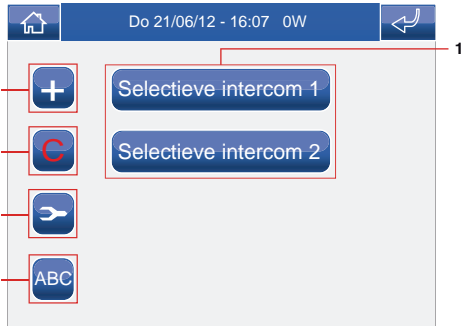 Do 21/06/12 - 16:07 0W
1
+
Selectieve intercom 1
C
Selectieve intercom 2
ABC